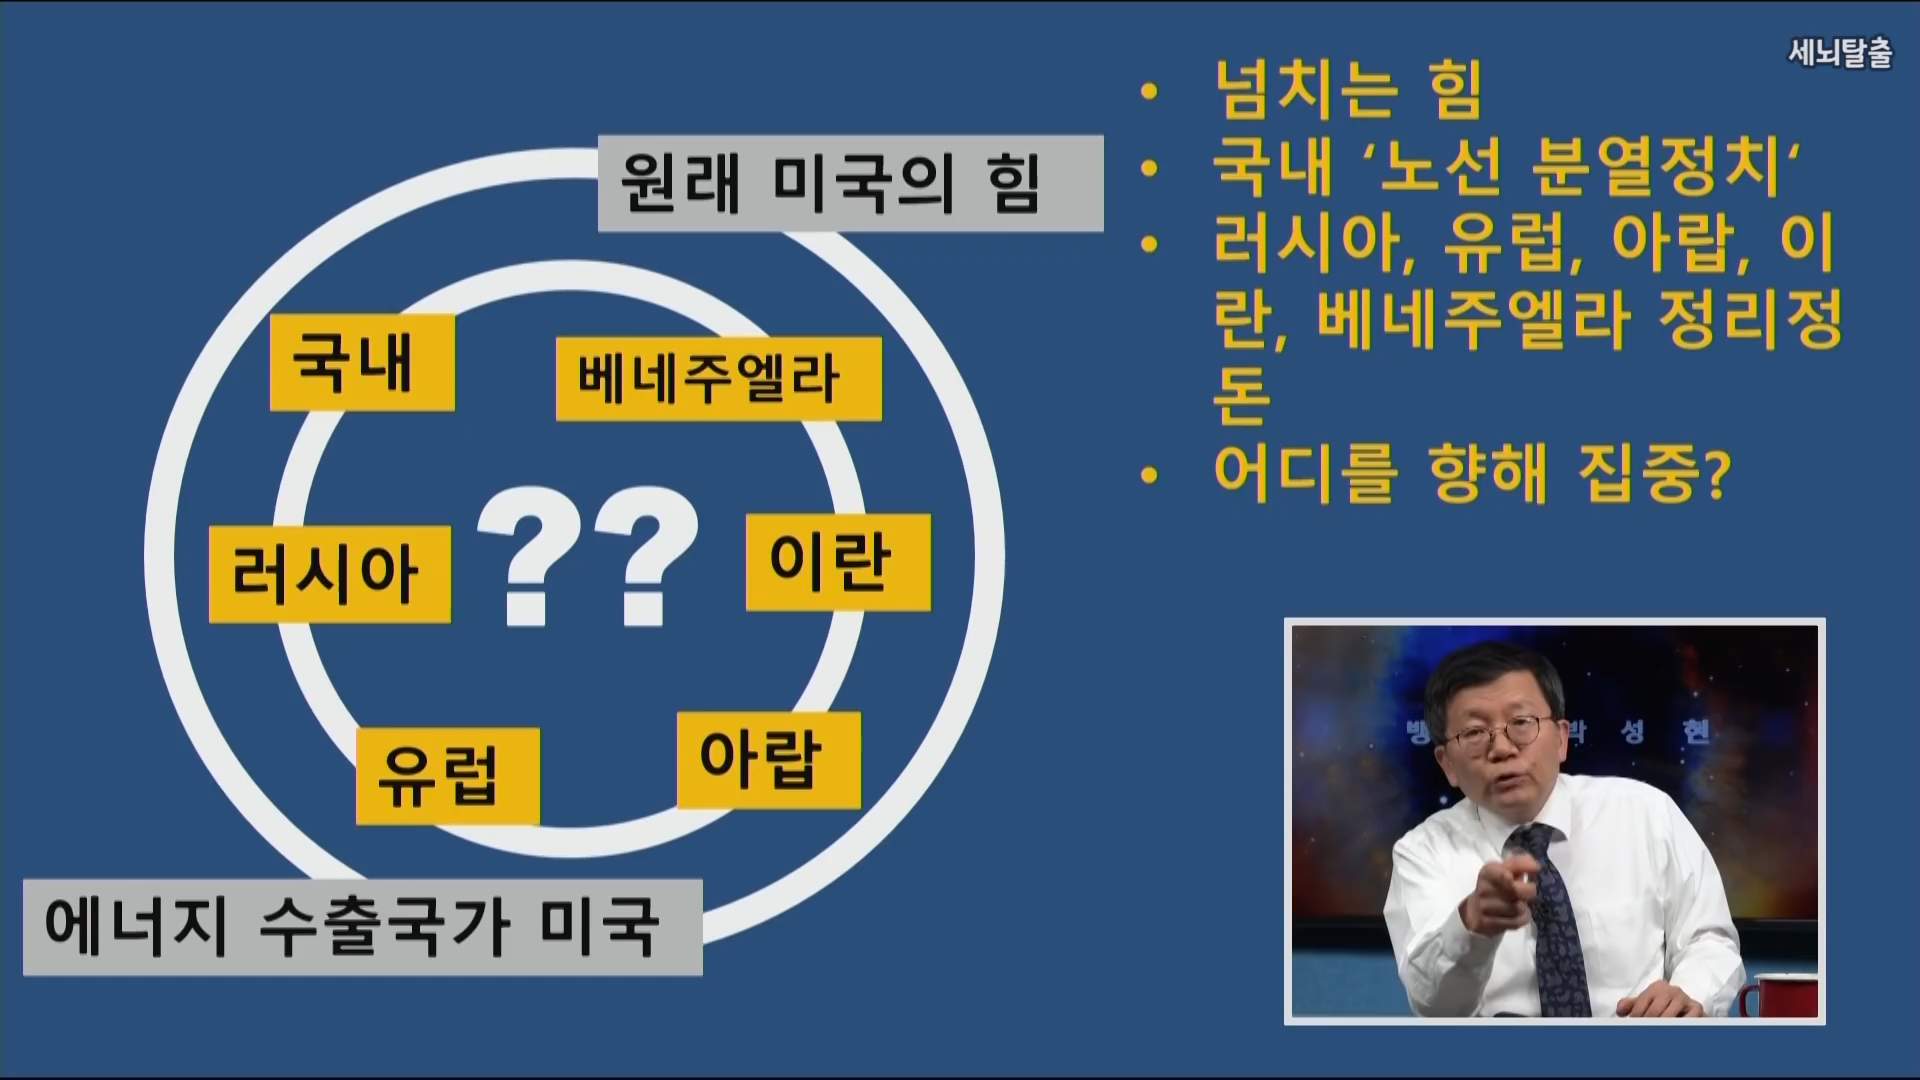 세뇌탈출
• 넘치는 힘
• 국내 ‘노선 분열정치‘
• 러시아, 유럽, 아랍, 이
란, 베네주엘라 정리정
돈
• 어디를 향해 집중?
원래 미국의 힘
국내
베네주엘라
??
러시아
이란
유럽
아랍
에너지 수출국가 미국
박 성 현